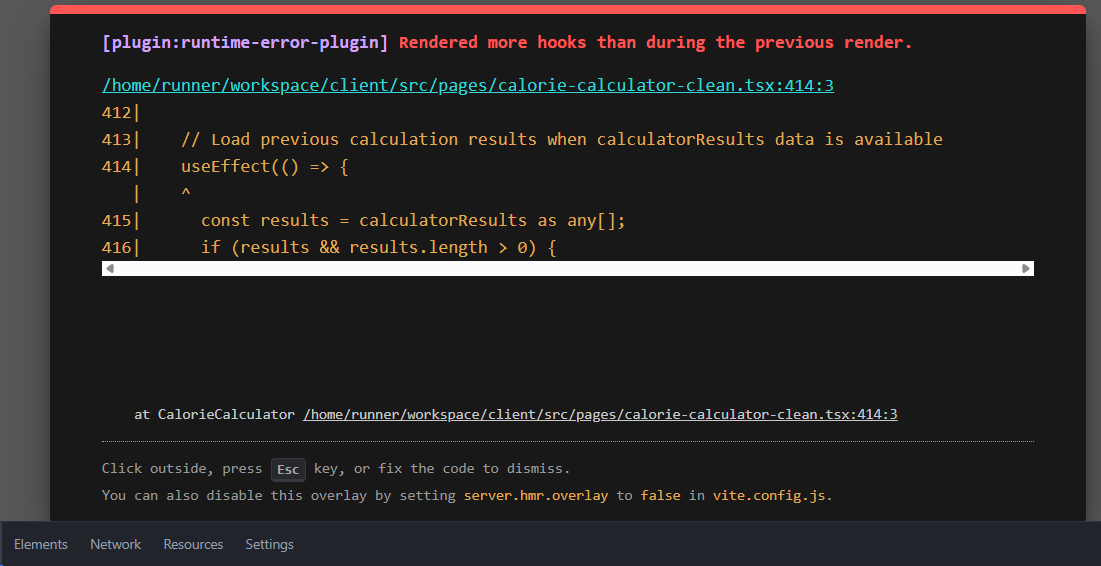 [plugin:runtime-error-plugin] Rendered more hooks than during the previous render.
/home/runner/workspace/client/src/pages/calorie-calculator-clean.tsx:414:3
412|
413|    // Load previous calculation results when calculatorResults data is available
414|    useEffect(() => {
   |    ^
415|      const results = calculatorResults as any[];
416|      if (results && results.length > 0) {
at CalorieCalculator /home/runner/workspace/client/src/pages/calorie-calculator-clean.tsx:414:3
Click outside, press Esc key, or fix the code to dismiss.
You can also disable this overlay by setting server.hmr.overlay to false in vite.config.js.
Elements Network Resources Settings